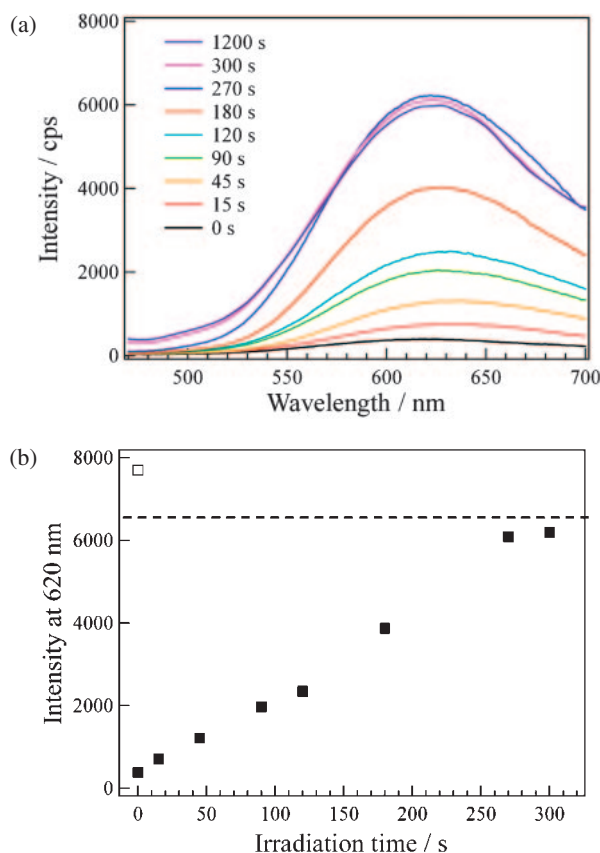 (a)
8000
6000
4000
2000
0
Intensity / cps
1200 s
300 s
270 s
180 s
120 s
90 s
45 s
15 s
0 s
500 550 600 650 700
Wavelength / nm
(b)
8000
6000
4000
2000
0
Intensity at 620 nm
0 50 100 150 200 250 300
Irradiation time / s